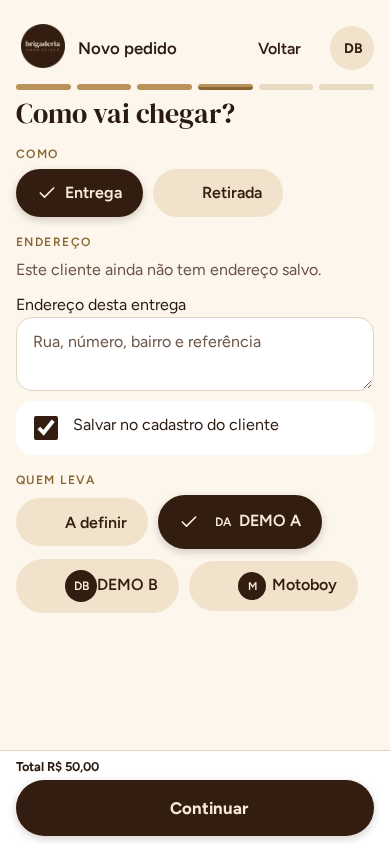 brigaderia
Novo pedido
Voltar
DB
Como vai chegar?
COMO
Entrega
Retirada
ENDEREÇO
Este cliente ainda não tem endereço salvo.
Endereço desta entrega
Rua, número, bairro e referência
Salvar no cadastro do cliente
QUEM LEVA
A definir
DA DEMO A
DB DEMO B
M Motoboy
Total R$ 50,00
Continuar